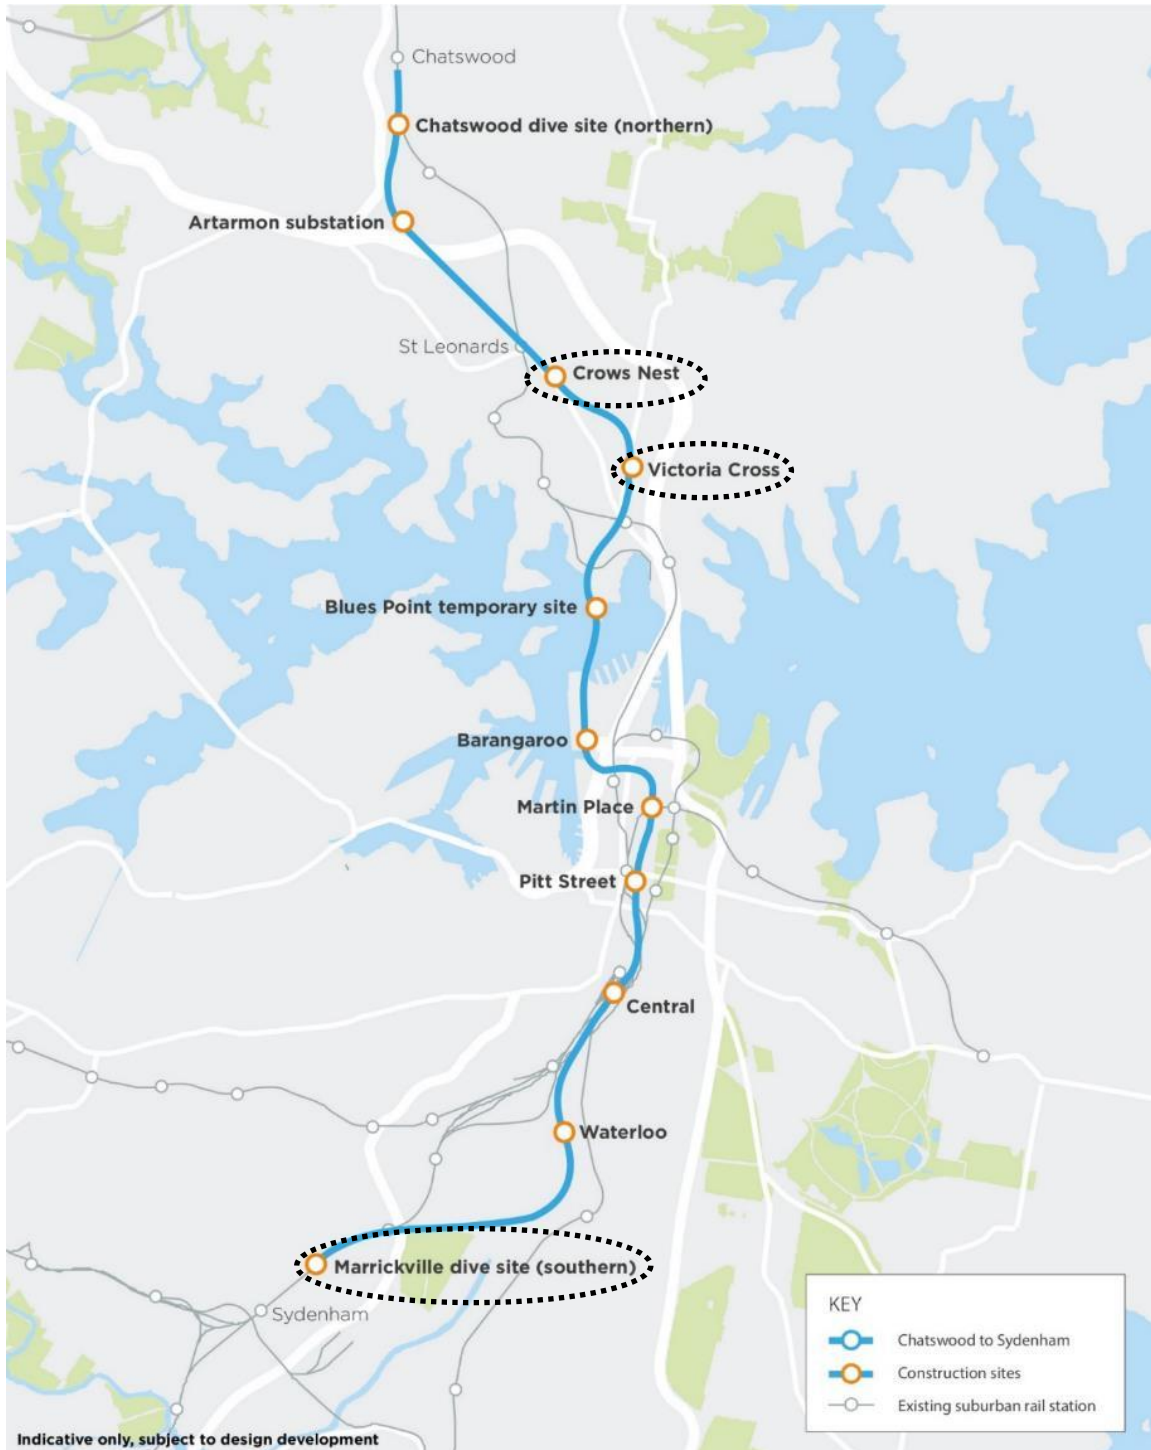 Chatswood
Chatswood dive site (northern)
Artarmon substation
St Leonards
Crows Nest
Victoria Cross
Blues Point temporary site
Barangaroo
Martin Place
Pitt Street
Central
Waterloo
Marrickville dive site (southern)
Sydenham
KEY
Chatswood to Sydenham
Construction sites
Existing suburban rail station
Indicative only, subject to design development